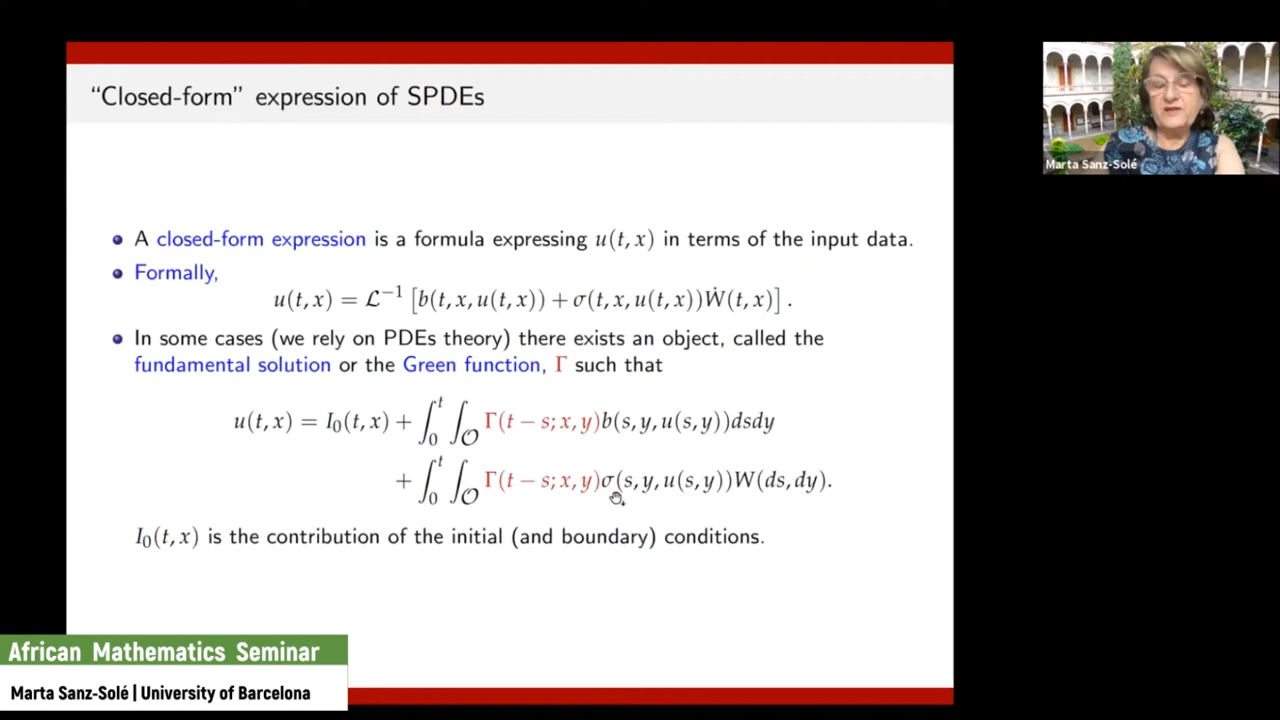 “Closed-form” expression of SPDEs
Marta Sanz-Solé
A closed-form expression is a formula expressing u(t, x) in terms of the input data.
Formally,
u(t, x) = ℒ⁻¹ [b(t, x, u(t, x)) + σ(t, x, u(t, x))Ẇ(t, x)] .
In some cases (we rely on PDEs theory) there exists an object, called the
fundamental solution or the Green function, Γ such that
u(t, x) = I₀(t, x) + ∫₀ᵗ ∫_𝒪 Γ(t − s; x, y)b(s, y, u(s, y))dsdy
+ ∫₀ᵗ ∫_𝒪 Γ(t − s; x, y)σ(s, y, u(s, y))W(ds, dy).
I₀(t, x) is the contribution of the initial (and boundary) conditions.
African Mathematics Seminar
Marta Sanz-Solé | University of Barcelona